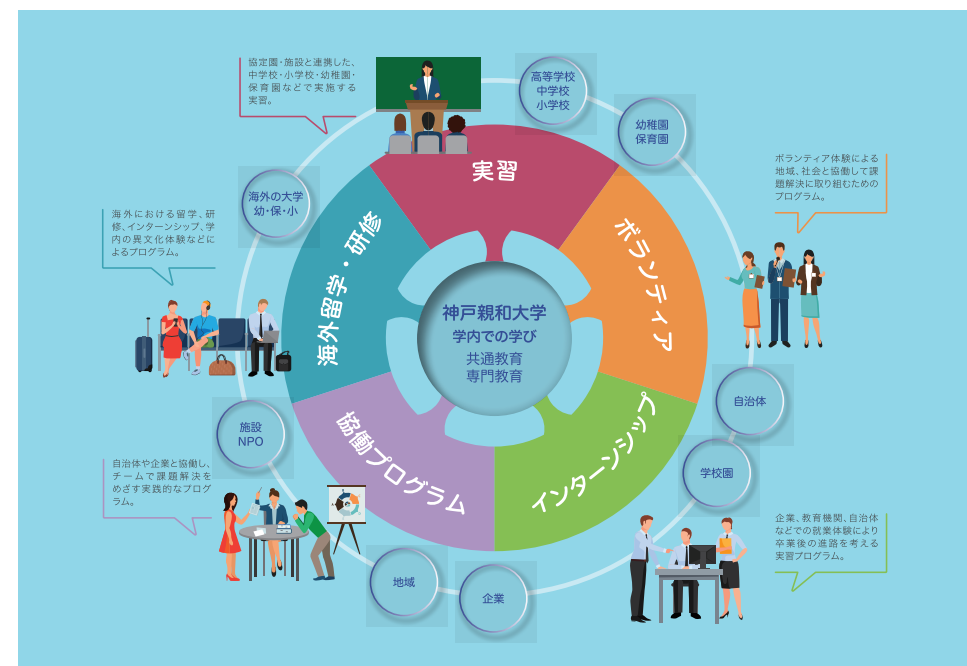 協定園・施設と連携した、
中学校・小学校・幼稚園・
保育園などで実施する
実習。
高等学校
中学校
小学校
幼稚園
保育園
実習
ボランティア体験による
地域、社会と協働して課
題解決に取り組むための
プログラム。
海外の大学
幼・保・小
海外における留学、研
修、インターンシップ、学
内の異文化体験などに
よるプログラム。
海外留学・研修
ボランティア
神戸親和大学
学内での学び
共通教育
専門教育
自治体
施設
NPO
協働プログラム
インターンシップ
学校園
自治体や企業と協働し、
チームで課題解決を
めざす実践的なプログ
ラム。
企業、教育機関、自治体
などでの就業体験により
卒業後の進路を考える
実習プログラム。
地域
企業